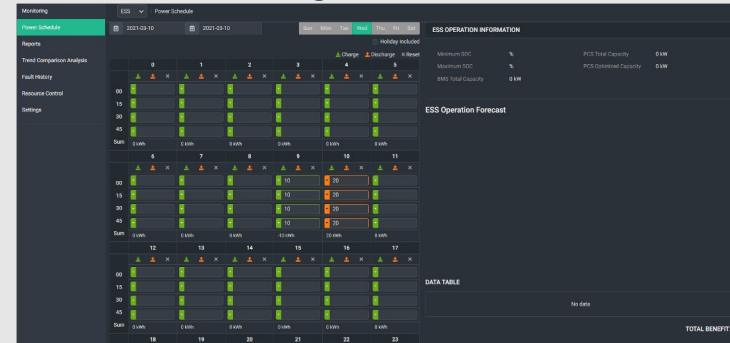 Monitoring
ESS Power Schedule
Power Schedule
Reports
Trend Comparison Analysis
Fault History
Resource Control
Settings
2021-03-10 2021-03-10 Sun Mon Tue Wed Thu Fri Sat
Holiday Included
Charge Discharge × Reset
0 1 2 3 4 5
× × × × × ×
00
15
30
45
Sum 0 kWh 0 kWh 0 kWh 0 kWh 0 kWh 0 kWh
6 7 8 9 10 11
× × × × × ×
00 10 20
15 10 20
30 10 20
45 10 20
Sum 0 kWh 0 kWh 0 kWh -10 kWh 20 kWh 0 kWh
12 13 14 15 16 17
× × × × × ×
00
15
30
45
Sum 0 kWh 0 kWh 0 kWh 0 kWh 0 kWh 0 kWh
18 19 20 21 22 23
ESS OPERATION INFORMATION
Minimum SOC % PCS Total Capacity 0 kW
Maximum SOC % PCS Optimized Capacity 0 kW
BMS Total Capacity 0 kW
ESS Operation Forecast
DATA TABLE
No data
TOTAL BENEFIT